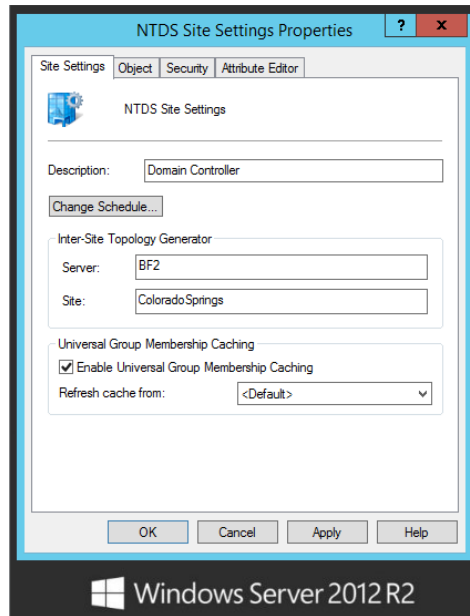 NTDS Site Settings Properties
? x
Site Settings Object Security Attribute Editor
NTDS Site Settings
Description: Domain Controller
Change Schedule...
Inter-Site Topology Generator
Server: BF2
Site: ColoradoSprings
Universal Group Membership Caching
Enable Universal Group Membership Caching
Refresh cache from: <Default>
OK Cancel Apply Help
Windows Server 2012 R2